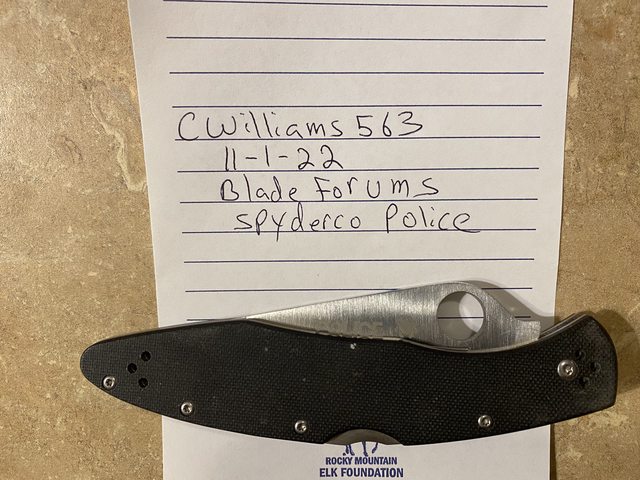 CWilliams563
11-1-22
Blade Forums
Spyderco Police
ROCKY MOUNTAIN
ELK FOUNDATION